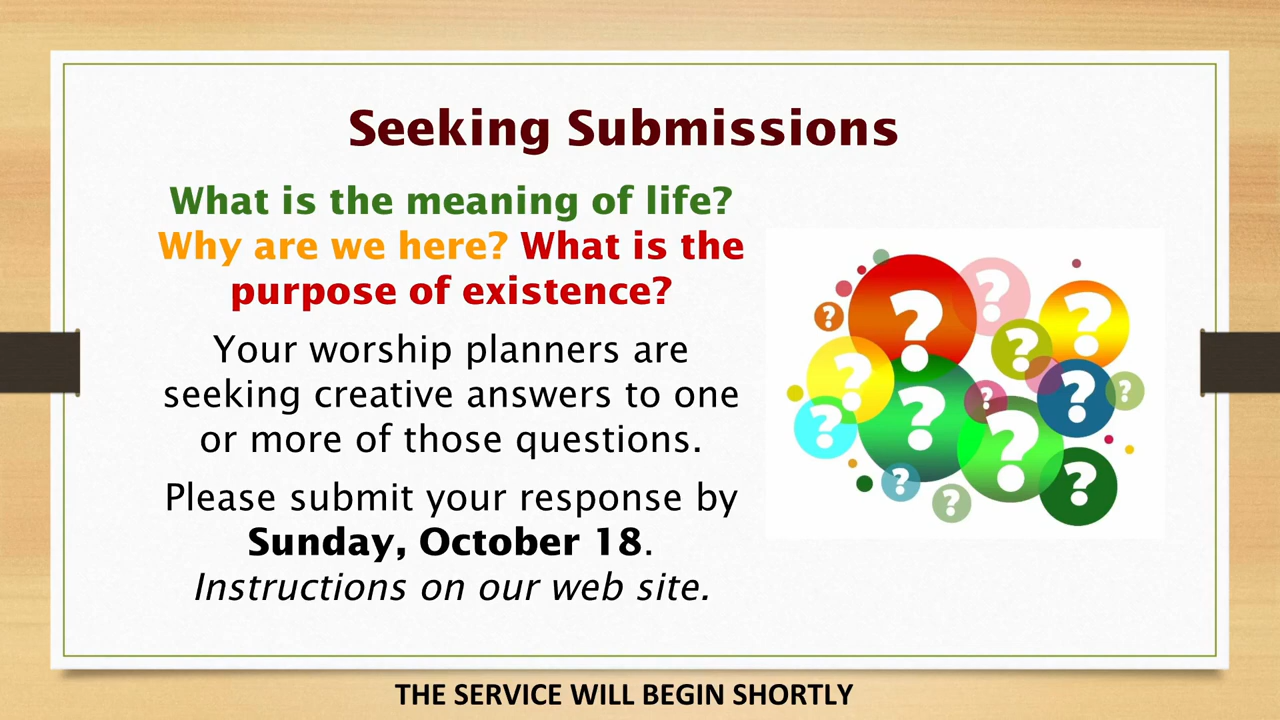 Seeking Submissions
What is the meaning of life?
Why are we here? What is the
purpose of existence?
Your worship planners are
seeking creative answers to one
or more of those questions.
Please submit your response by
Sunday, October 18.
Instructions on our web site.
? ? ? ? ? ? ? ? ? ? ? ? ? ? ? ?
THE SERVICE WILL BEGIN SHORTLY